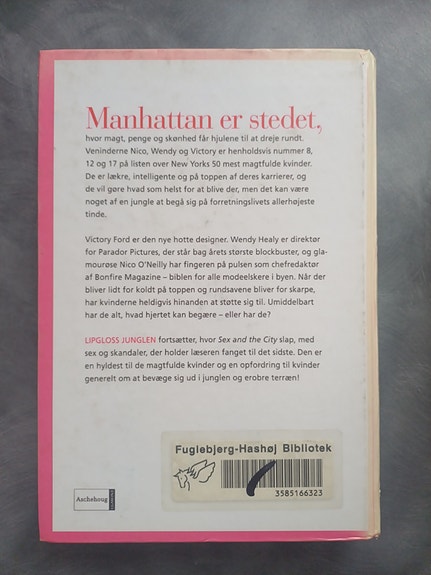 Manhattan er stedet,
hvor magt, penge og skønhed får hjulene til at dreje rundt.
Veninderne Nico, Wendy og Victory er henholdsvis nummer 8,
12 og 17 på listen over New Yorks 50 mest magtfulde kvinder.
De er lækre, intelligente og på toppen af deres karrierer, og
de vil gøre hvad som helst for at blive der, men det kan være
noget af en jungle at begå sig på forretningslivets allerhøjeste
tinde.
Victory Ford er den nye hotte designer. Wendy Healy er direktør
for Parador Pictures, der står bag årets største blockbuster, og gla-
mourøse Nico O'Neilly har fingeren på pulsen som chefredaktør
af Bonfire Magazine – biblen for alle modeelskere i byen. Når der
bliver lidt for koldt på toppen og rundsavene bliver for skarpe,
har kvinderne heldigvis hinanden at støtte sig til. Umiddelbart
har de alt, hvad hjertet kan begære – eller har de?
LIPGLOSS JUNGLEN fortsætter, hvor Sex and the City slap, med
sex og skandaler, der holder læseren fanget til det sidste. Den er
en hyldest til de magtfulde kvinder og en opfordring til kvinder
generelt om at bevæge sig ud i junglen og erobre terræn!
Fuglebjerg-Hashøj Bibliotek
3585166323
Aschehoug